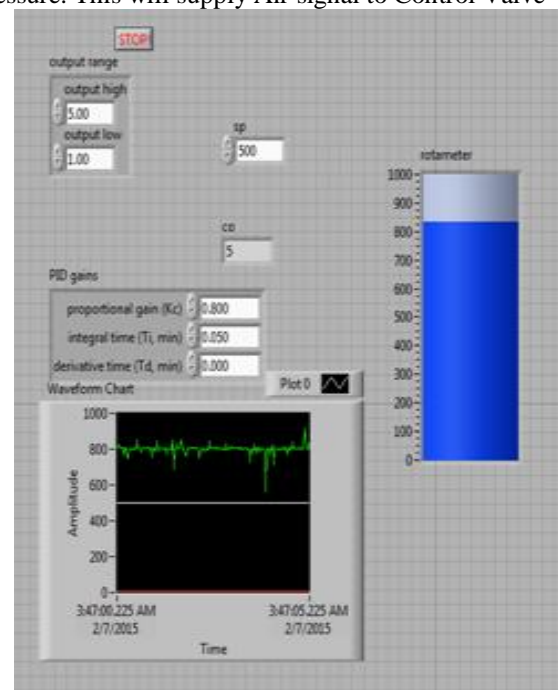 essure. This will supply Air signal to Control Valve
STOP
output range
output high
5.00
output low
1.00
sp
500
co
5
rotameter
1000
900
800
700
600
500
400
300
200
100
0
PID gains
proportional gain (Kc) 0.800
integral time (Ti, min) 0.050
derivative time (Td, min) 0.000
Waveform Chart
Plot 0
1000
800
600
400
200
0
Amplitude
3:47:00.225 AM
2/7/2015
3:47:05.225 AM
2/7/2015
Time